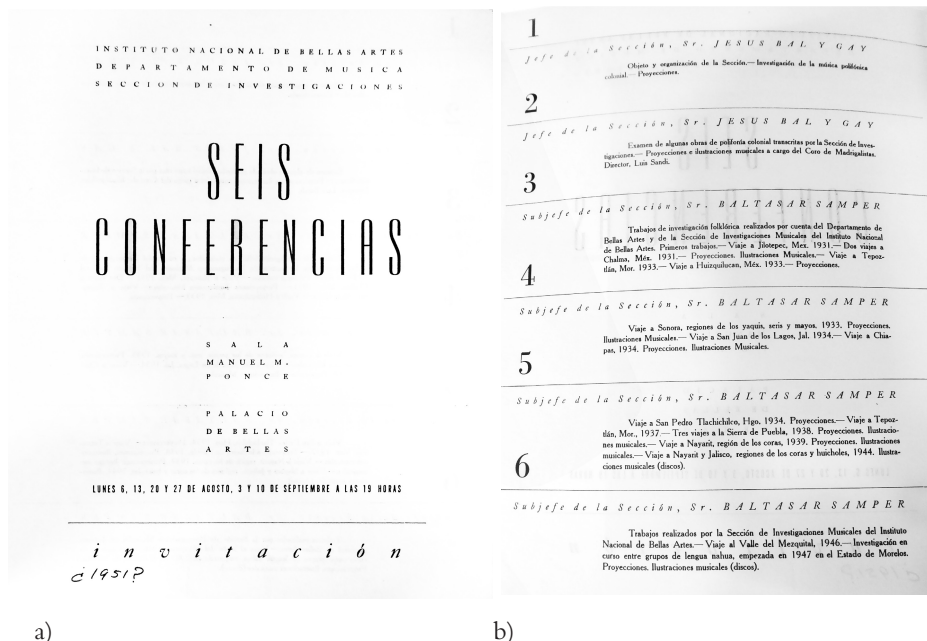 INSTITUTO NACIONAL DE BELLAS ARTES
DEPARTAMENTO DE MUSICA
SECCION DE INVESTIGACIONES
SEIS
CONFERENCIAS
SALA
MANUEL M.
PONCE
PALACIO
DE BELLAS
ARTES
LUNES 6, 13, 20 Y 27 DE AGOSTO, 3 Y 10 DE SEPTIEMBRE A LAS 19 HORAS
invitación
¿1951?
a)
1
Jefe de la Sección, Sr. JESUS BAL Y GAY
Objeto y organización de la Sección.— Investigación de la música polifónica
colonial.— Proyecciones.
2
Jefe de la Sección, Sr. JESUS BAL Y GAY
Examen de algunas obras de polifonía colonial transcritas por la Sección de Inves-
tigaciones.— Proyecciones e ilustraciones musicales a cargo del Coro de Madrigalistas.
Director, Luis Sandi.
3
Subjefe de la Sección, Sr. BALTASAR SAMPER
Trabajos de investigación folklórica realizados por cuenta del Departamento de
Bellas Artes y de la Sección de Investigaciones Musicales del Instituto Nacional
de Bellas Artes. Primeros trabajos.— Viaje a Jilotepec, Mex. 1931.— Dos viajes a
Chalma, Méx. 1931.— Proyecciones. Ilustraciones Musicales.— Viaje a Tepoz-
tlán, Mor. 1933.— Viaje a Huizquilucan, Méx. 1933.— Proyecciones.
4
Subjefe de la Sección, Sr. BALTASAR SAMPER
Viaje a Sonora, regiones de los yaquis, seris y mayos. 1933. Proyecciones.
Ilustraciones Musicales.— Viaje a San Juan de los Lagos, Jal. 1934.— Viaje a Chia-
pas, 1934. Proyecciones. Ilustraciones Musicales.
5
Subjefe de la Sección, Sr. BALTASAR SAMPER
Viaje a San Pedro Tlachichilco, Hgo. 1934. Proyecciones.— Viaje a Tepoz-
tlán, Mor., 1937.— Tres viajes a la Sierra de Puebla, 1938. Proyecciones. Ilustracio-
nes musicales.— Viaje a Nayarit, región de los coras, 1939. Proyecciones. Ilustraciones
musicales.— Viaje a Nayarit y Jalisco, regiones de los coras y huicholes, 1944. Ilustra-
ciones musicales (discos).
6
Subjefe de la Sección, Sr. BALTASAR SAMPER
Trabajos realizados por la Sección de Investigaciones Musicales del Instituto
Nacional de Bellas Artes.— Viaje al Valle del Mezquital, 1946.— Investigación en
curso entre grupos de lengua nahua, empezada en 1947 en el Estado de Morelos.
Proyecciones. Ilustraciones musicales (discos).
b)